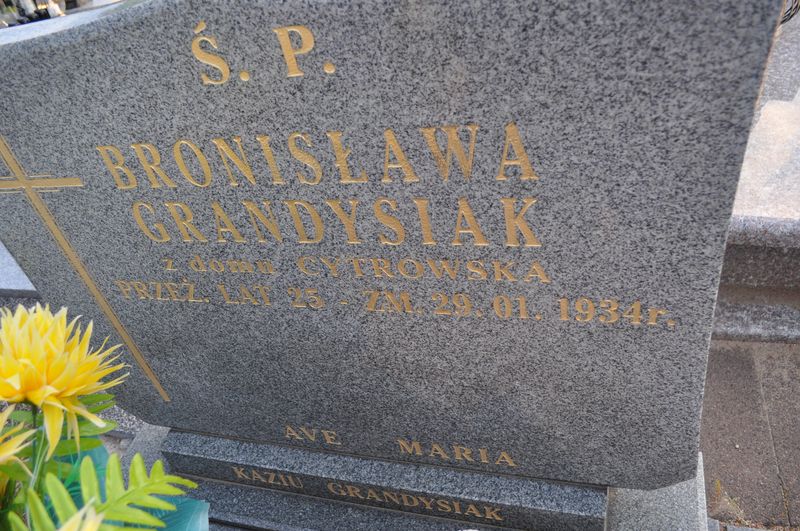 Ś. P.
BRONISŁAWA
GRANDYSIAK
z domu CYTROWSKA
PRZEŻ. LAT 25 - ZM. 29. 01. 1934r.
AVE MARIA
KAZIU GRANDYSIAK